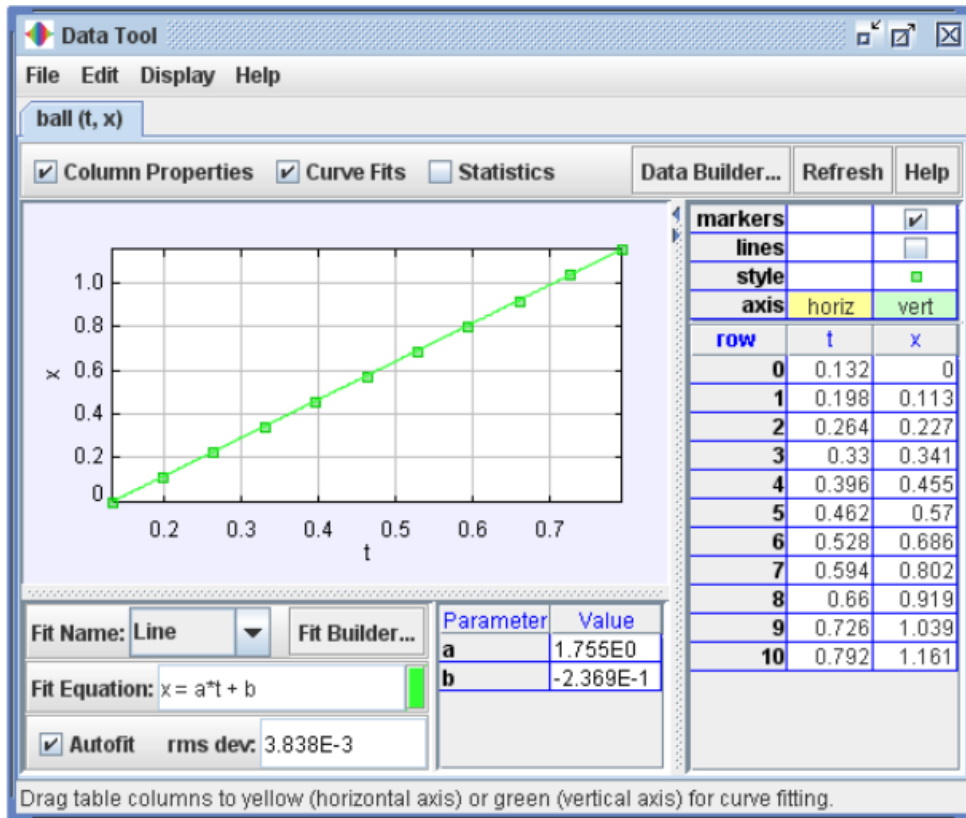 Data Tool
File Edit Display Help
ball (t, x)
Column Properties Curve Fits Statistics Data Builder... Refresh Help
1.0
0.8
0.6
0.4
0.2
0
x
0.2 0.3 0.4 0.5 0.6 0.7
t
markers
lines
style
axis horiz vert
row t x
0 0.132 0
1 0.198 0.113
2 0.264 0.227
3 0.33 0.341
4 0.396 0.455
5 0.462 0.57
6 0.528 0.686
7 0.594 0.802
8 0.66 0.919
9 0.726 1.039
10 0.792 1.161
Fit Name: Line Fit Builder...
Fit Equation: x = a*t + b
Autofit rms dev: 3.838E-3
Parameter Value
a 1.755E0
b -2.369E-1
Drag table columns to yellow (horizontal axis) or green (vertical axis) for curve fitting.